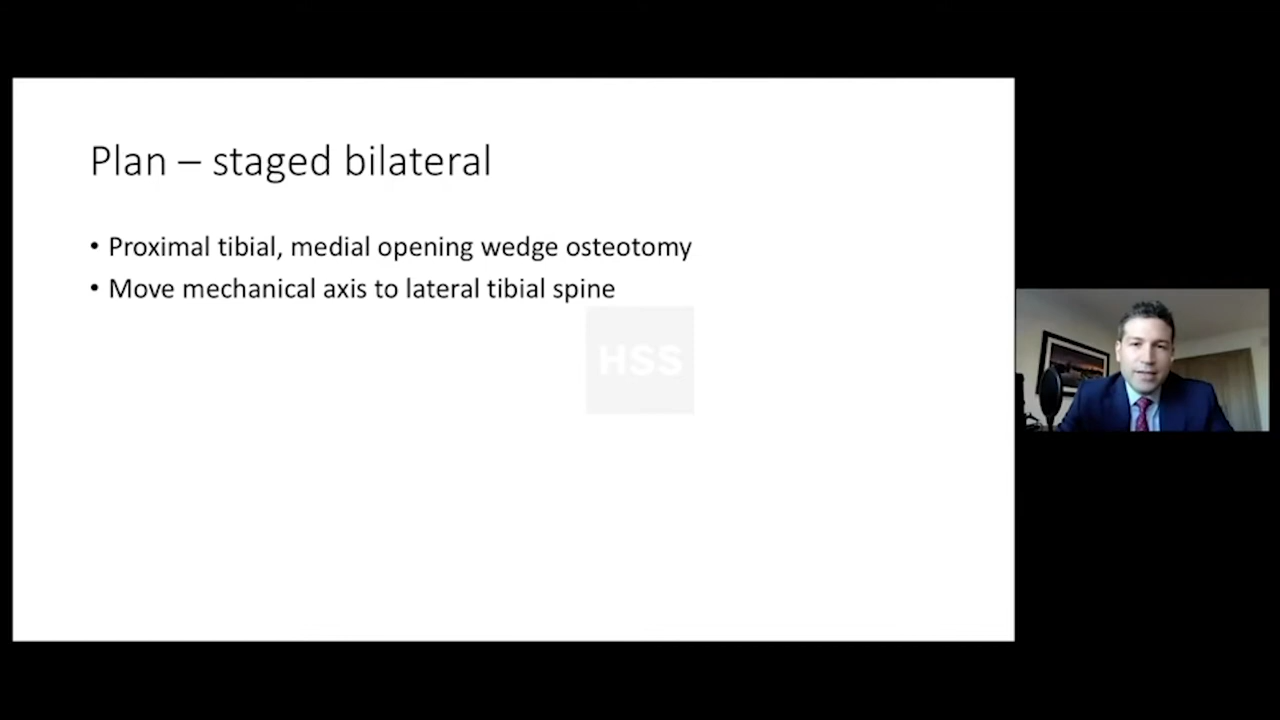 Plan – staged bilateral
• Proximal tibial, medial opening wedge osteotomy
• Move mechanical axis to lateral tibial spine
HSS